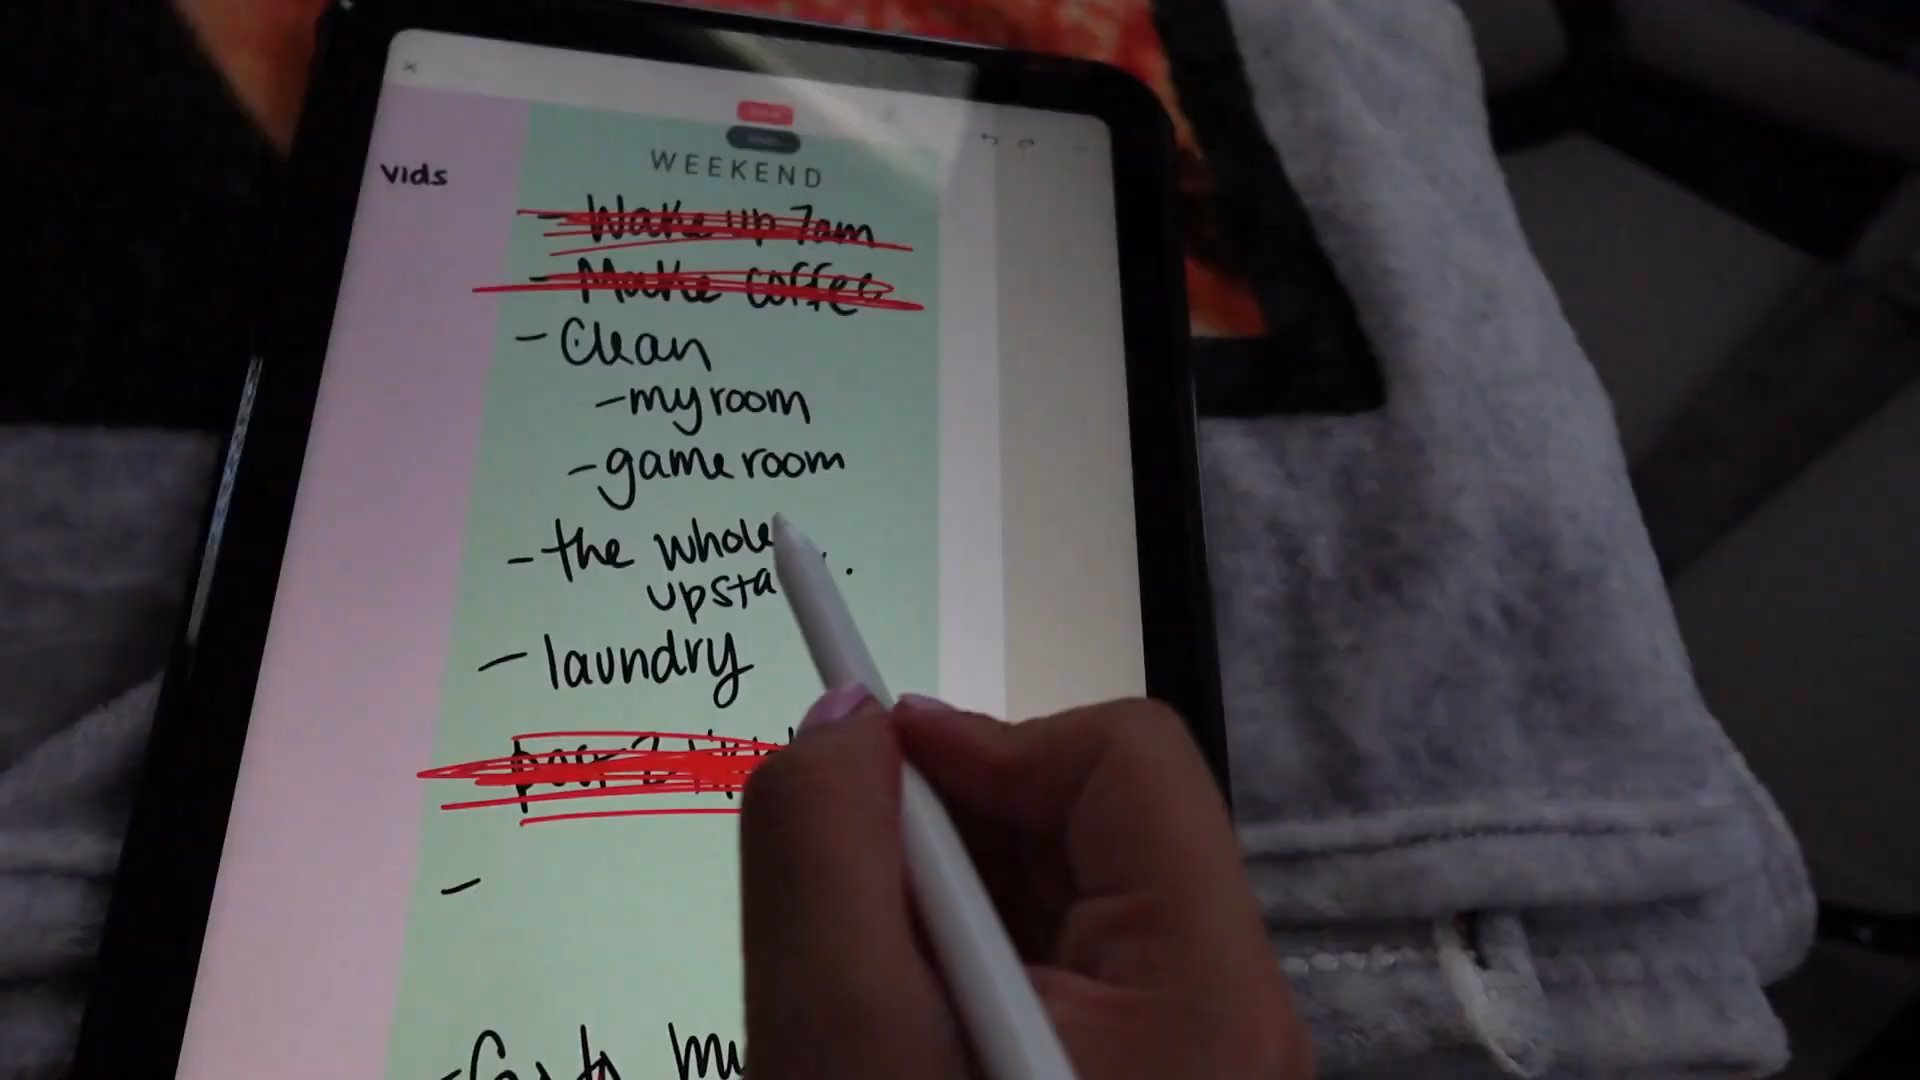 vids
WEEKEND
- Wake up 7am
- Make coffee
- Clean
- my room
- game room
- the whole
upsta
- laundry
-